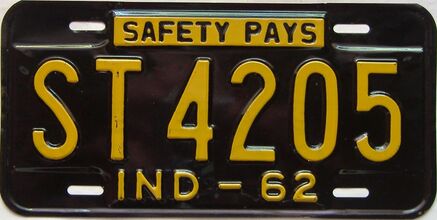 SAFETY PAYS
ST 4205
IND - 62